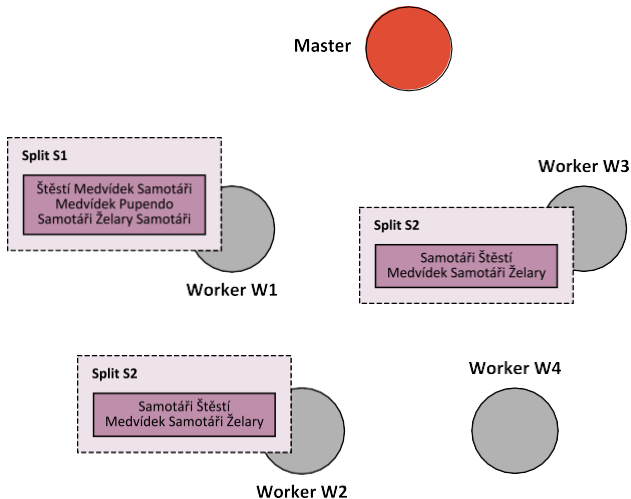 Master
Split S1
Štěstí Medvídek Samotáři
Medvídek Pupendo
Samotáři Želary Samotáři
Worker W1
Worker W3
Split S2
Samotáři Štěstí
Medvídek Samotáři Želary
Split S2
Samotáři Štěstí
Medvídek Samotáři Želary
Worker W2
Worker W4